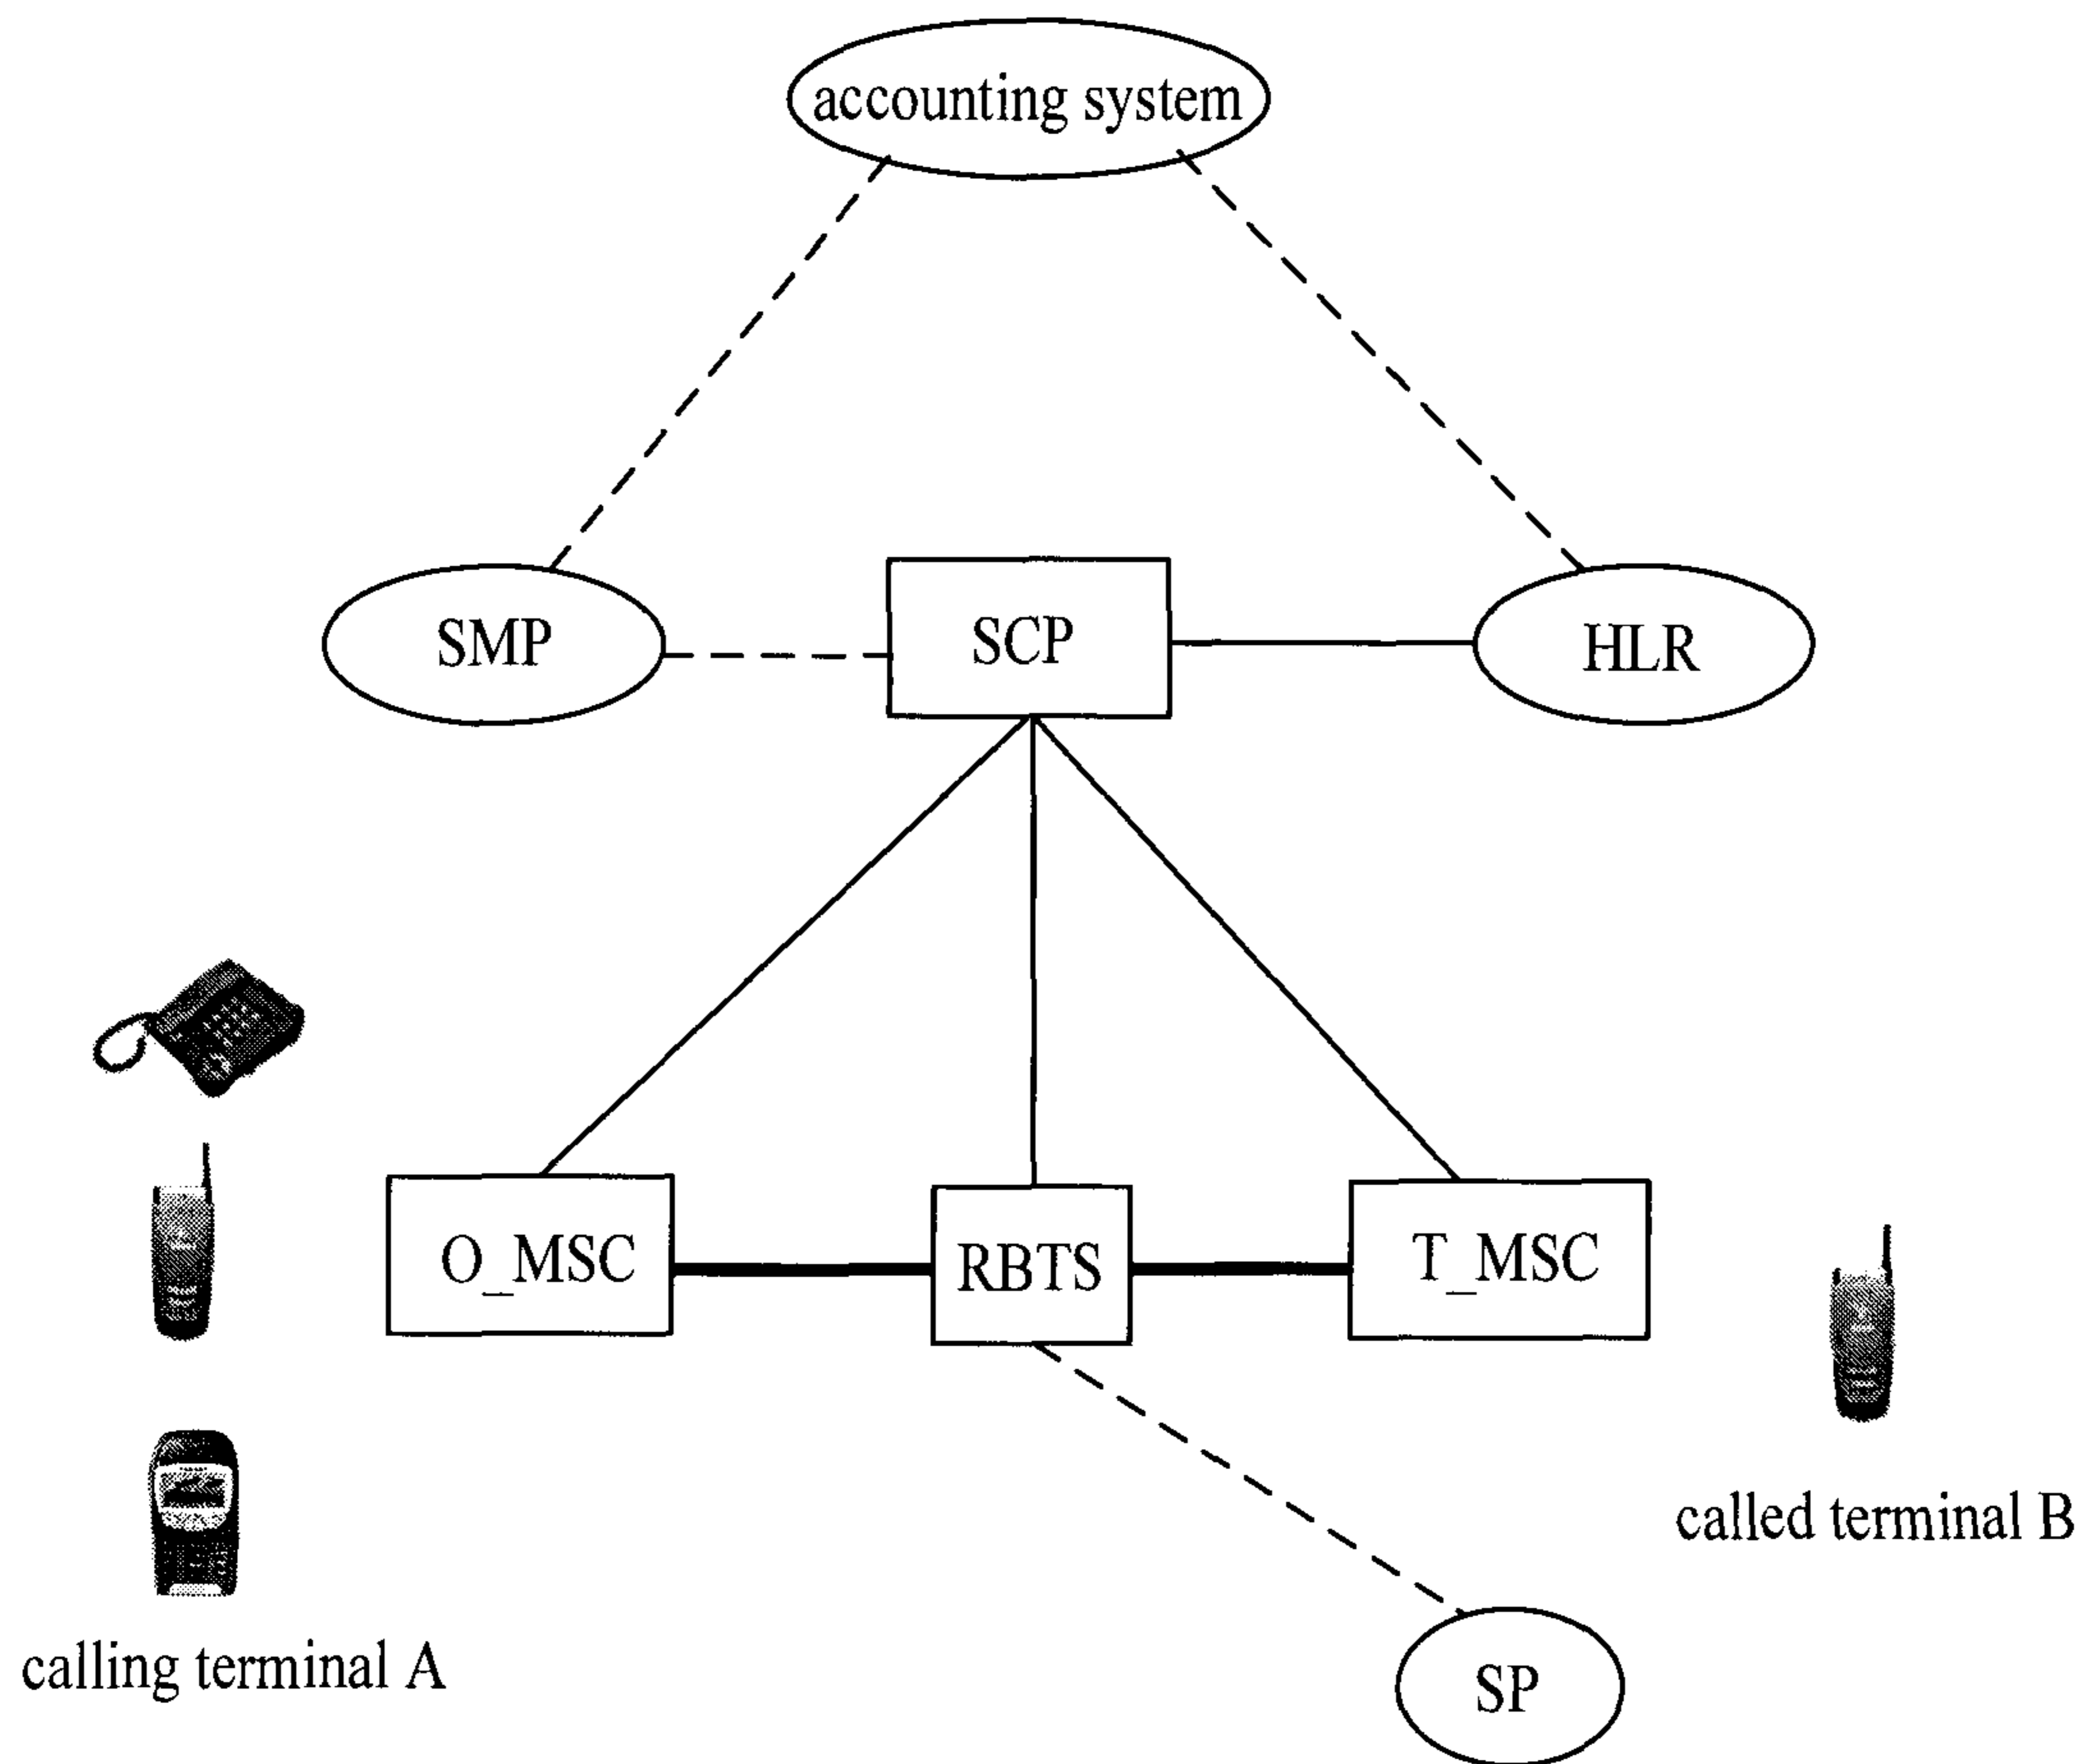 accounting system
SMP
SCP
HLR
O_MSC
RBTS
T_MSC
called terminal B
calling terminal A
SP